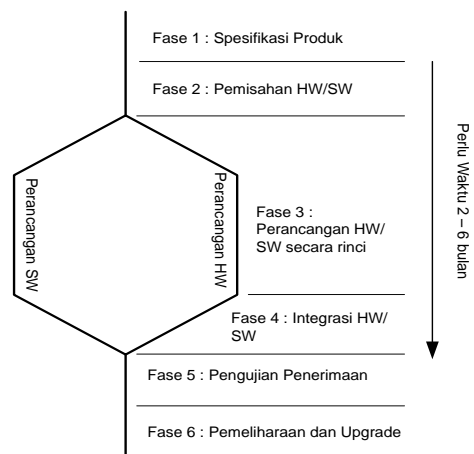 Fase 1 : Spesifikasi Produk
Fase 2 : Pemisahan HW/SW
Perancangan SW
Perancangan HW
Fase 3 :
Perancangan HW/
SW secara rinci
Perlu Waktu 2 – 6 bulan
Fase 4 : Integrasi HW/
SW
Fase 5 : Pengujian Penerimaan
Fase 6 : Pemeliharaan dan Upgrade